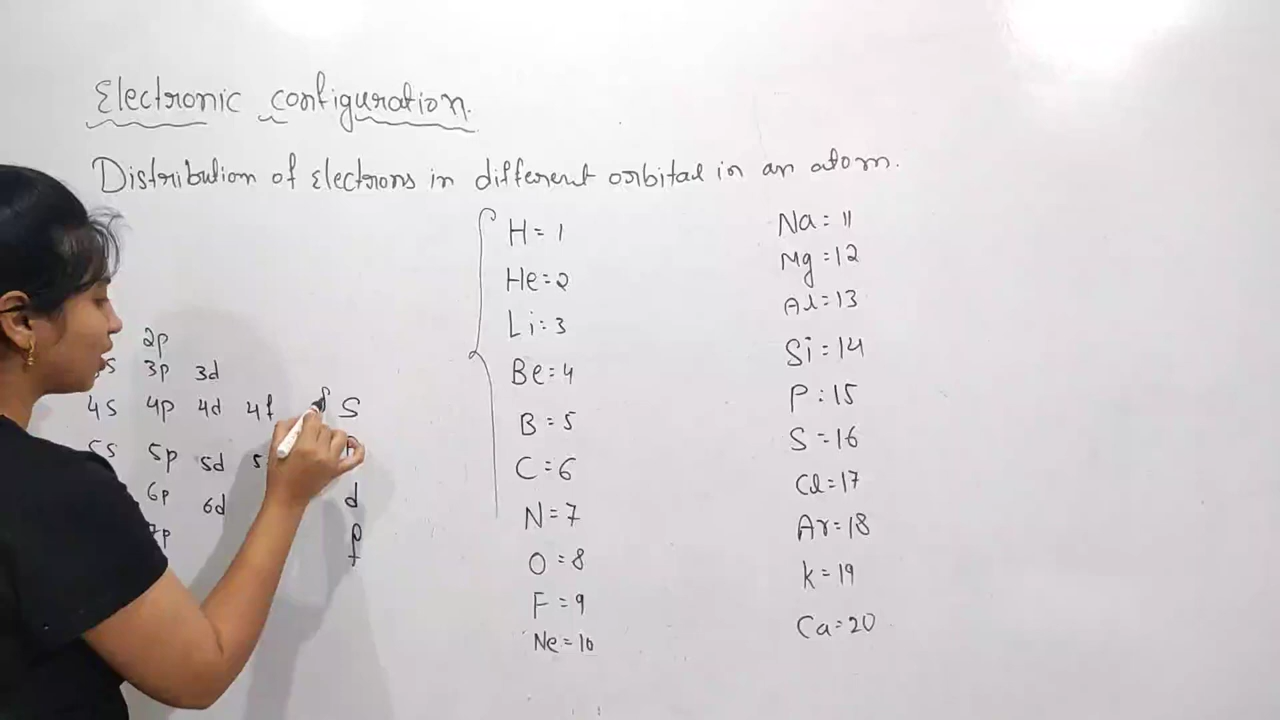 Electronic configuration.
Distribution of Electrons in different orbital in an atom.
2p
3p 3d
4s 4p 4d 4f
5s 5p 5d
6p 6d
7p
S
d
f
H = 1
He = 2
Li = 3
Be = 4
B = 5
C = 6
N = 7
O = 8
F = 9
Ne = 10
Na = 11
Mg = 12
Al = 13
Si = 14
P = 15
S = 16
Cl = 17
Ar = 18
K = 19
Ca = 20